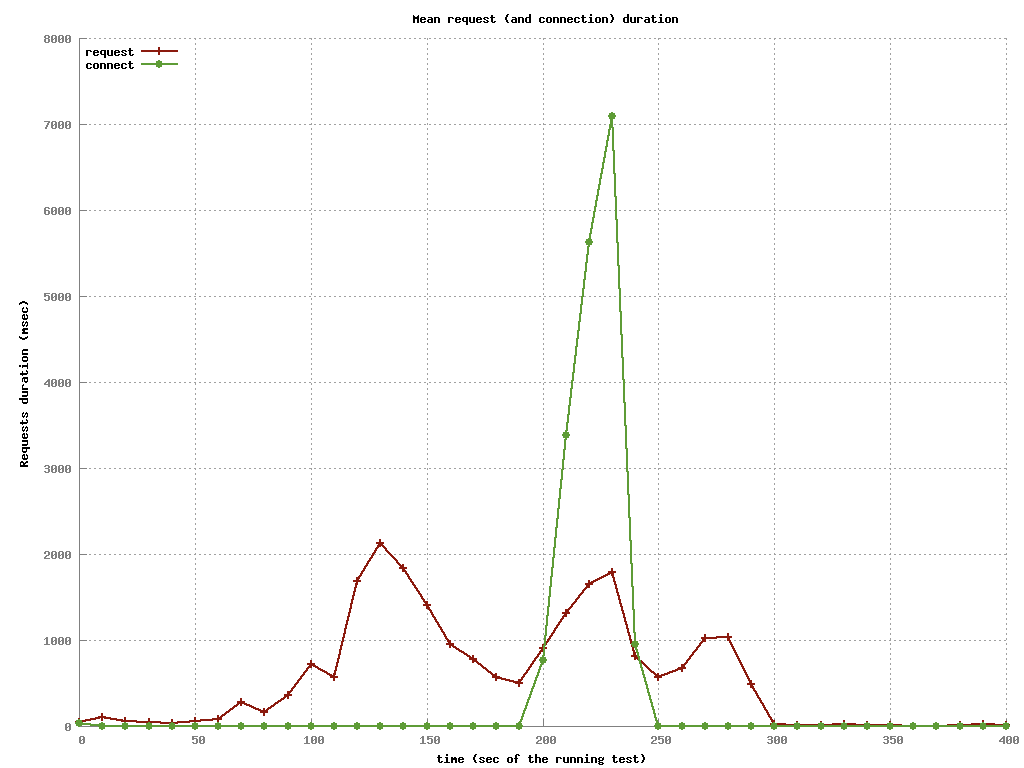 Mean request (and connection) duration
8000
request
connect
7000
6000
5000
4000
3000
2000
1000
0
Requests duration (msec)
0 50 100 150 200 250 300 350 400
time (sec of the running test)